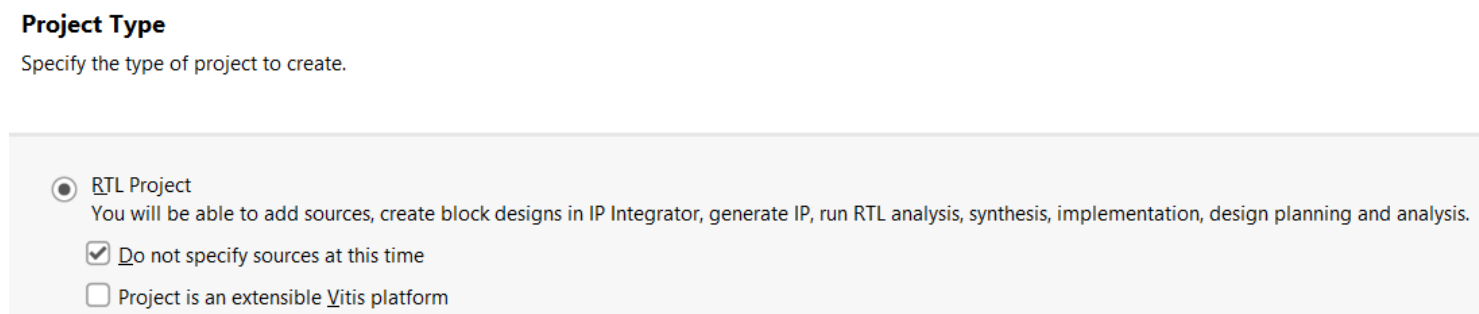 Project Type
Specify the type of project to create.
RTL Project
You will be able to add sources, create block designs in IP Integrator, generate IP, run RTL analysis, synthesis, implementation, design planning and analysis.
Do not specify sources at this time
Project is an extensible Vitis platform